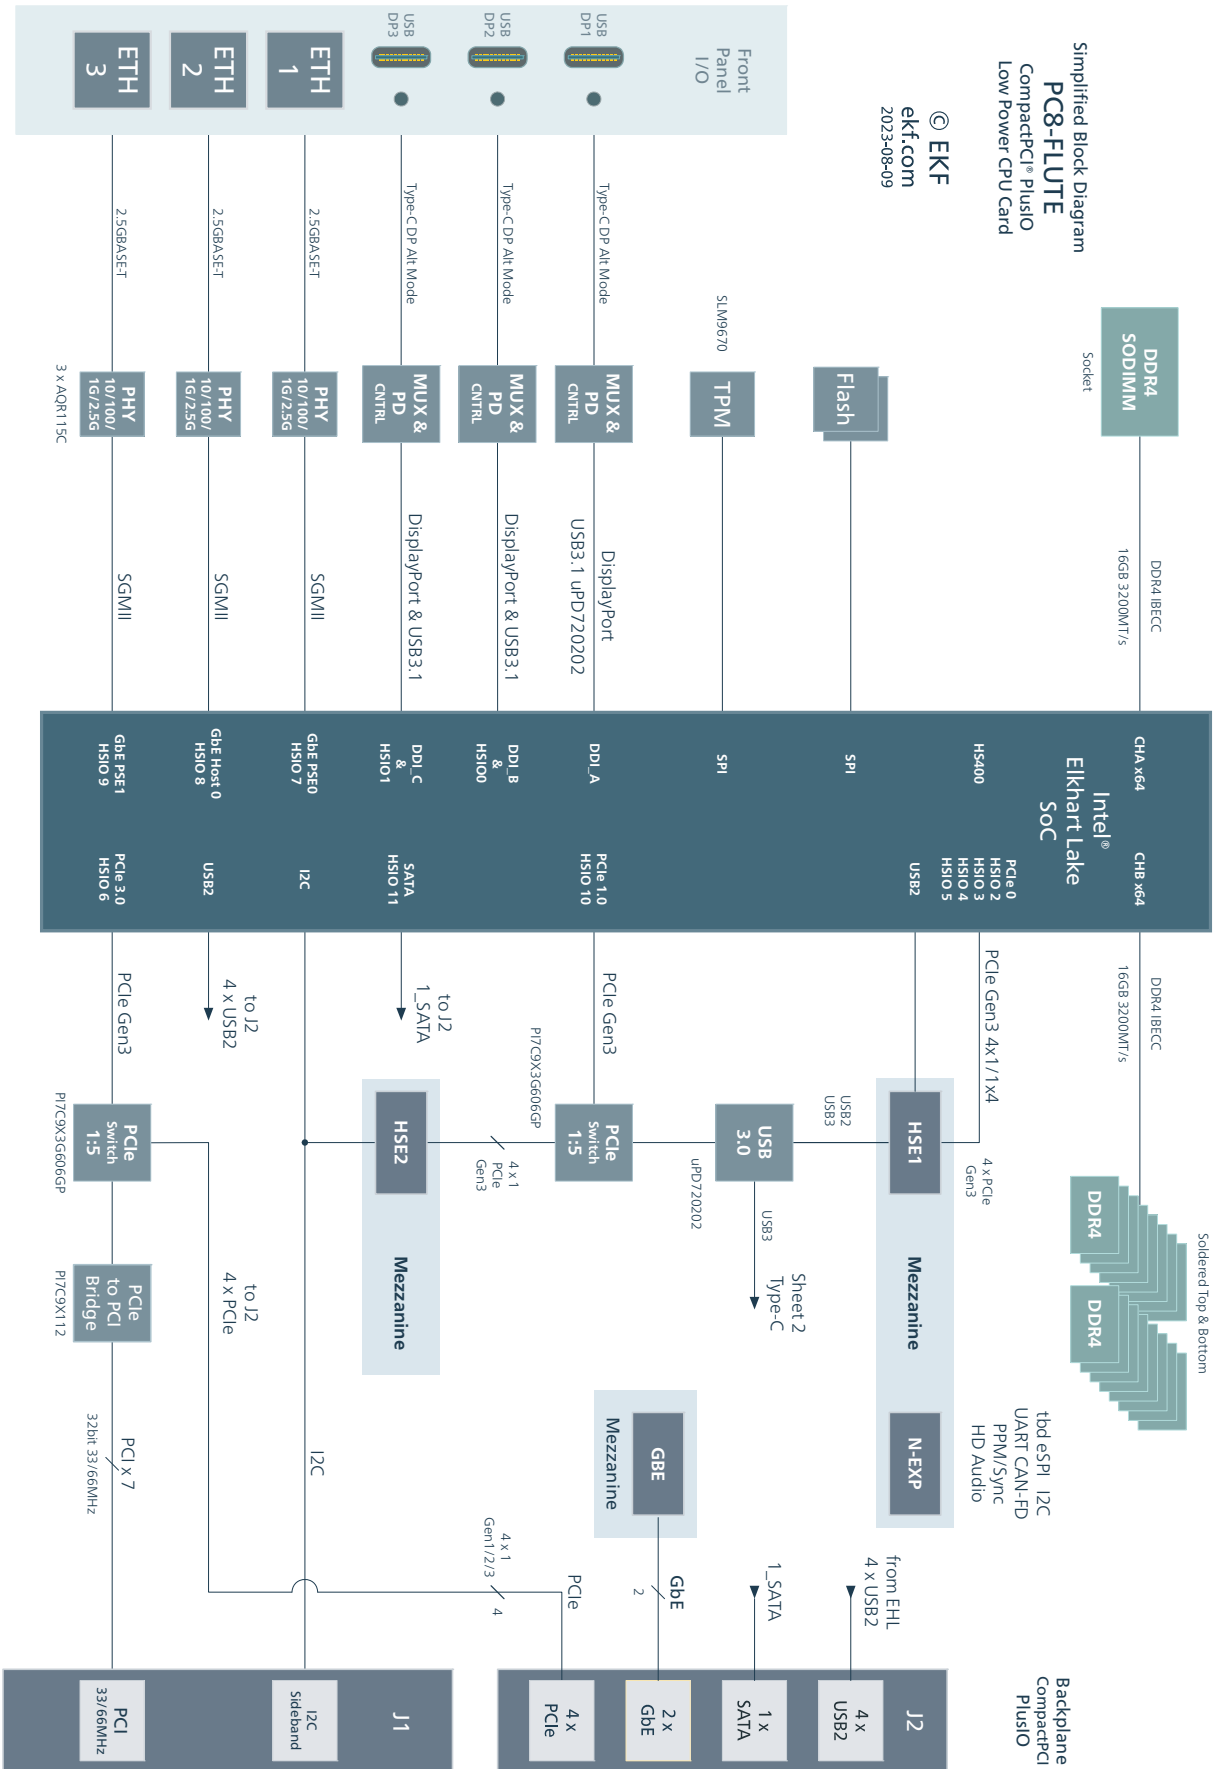 Simplified Block Diagram
PC8-FLUTE
CompactPCI® PlusIO
Low Power CPU Card
© EKF
ekf.com
2023-08-09
Front
Panel
I/O
USB
DP1
USB
DP2
USB
DP3
ETH
1
ETH
2
ETH
3
Type-C DP Alt Mode
Type-C DP Alt Mode
Type-C DP Alt Mode
2.5GBASE-T
2.5GBASE-T
2.5GBASE-T
DDR4
SODIMM
Socket
Flash
SLM9670
TPM
MUX &
PD
CNTRL
MUX &
PD
CNTRL
MUX &
PD
CNTRL
PHY
10/100/
1G/2.5G
PHY
10/100/
1G/2.5G
PHY
10/100/
1G/2.5G
3 x AQR115C
DDR4 IBECC
16GB 3200MT/s
DisplayPort
USB3.1 uPD720202
DisplayPort & USB3.1
DisplayPort & USB3.1
SGMII
SGMII
SGMII
Intel®
Elkhart Lake
SoC
CHA x64
HS400
SPI
SPI
DDI_A
DDI_B
&
HSIO0
DDI_C
&
HSIO1
GbE PSE0
HSIO 7
GbE Host 0
HSIO 8
GbE PSE1
HSIO 9
CHB x64
PCIe 0
HSIO 2
HSIO 3
HSIO 4
HSIO 5
USB2
PCIe 1.0
HSIO 10
SATA
HSIO 11
I2C
USB2
PCIe 3.0
HSIO 6
DDR4 IBECC
16GB 3200MT/s
PCIe Gen3 4x1/1x4
PCIe Gen3
to J2
1_SATA
to J2
4 x USB2
PCIe Gen3
Soldered Top & Bottom
DDR4
DDR4
4 x PCIe
Gen3
HSE1
Mezzanine
N-EXP
tbd eSPI I2C
UART CAN-FD
PPM/Sync
HD Audio
USB2
USB3
USB
3.0
uPD720202
USB3
Sheet 2
Type-C
PI7C9X3G606GP
PCIe
Switch
1:5
4 x 1
PCIe
Gen3
HSE2
Mezzanine
PCIe
Switch
1:5
PI7C9X3G606GP
to J2
4 x PCIe
PCIe
to PCI
Bridge
PI7C9X112
PCI x 7
32bit 33/66MHz
I2C
GBE
Mezzanine
GbE
2
4 x 1
Gen1/2/3
4
PCIe
1_SATA
from EHL
4 x USB2
Backplane
CompactPCI
PlusIO
J2
4 x
USB2
1 x
SATA
2 x
GbE
4 x
PCIe
J1
I2C
Sideband
PCI
33/66MHz